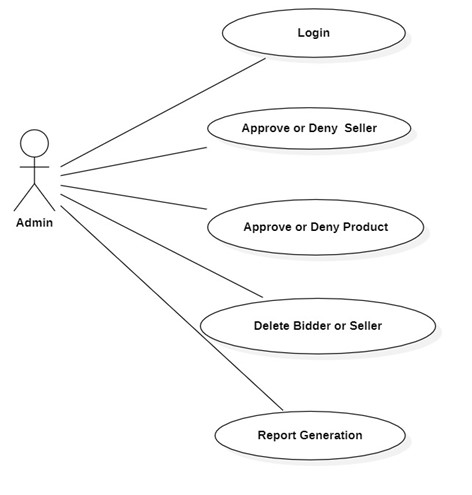 Login
Approve or Deny  Seller
Approve or Deny Product
Admin
Delete Bidder or Seller
Report Generation